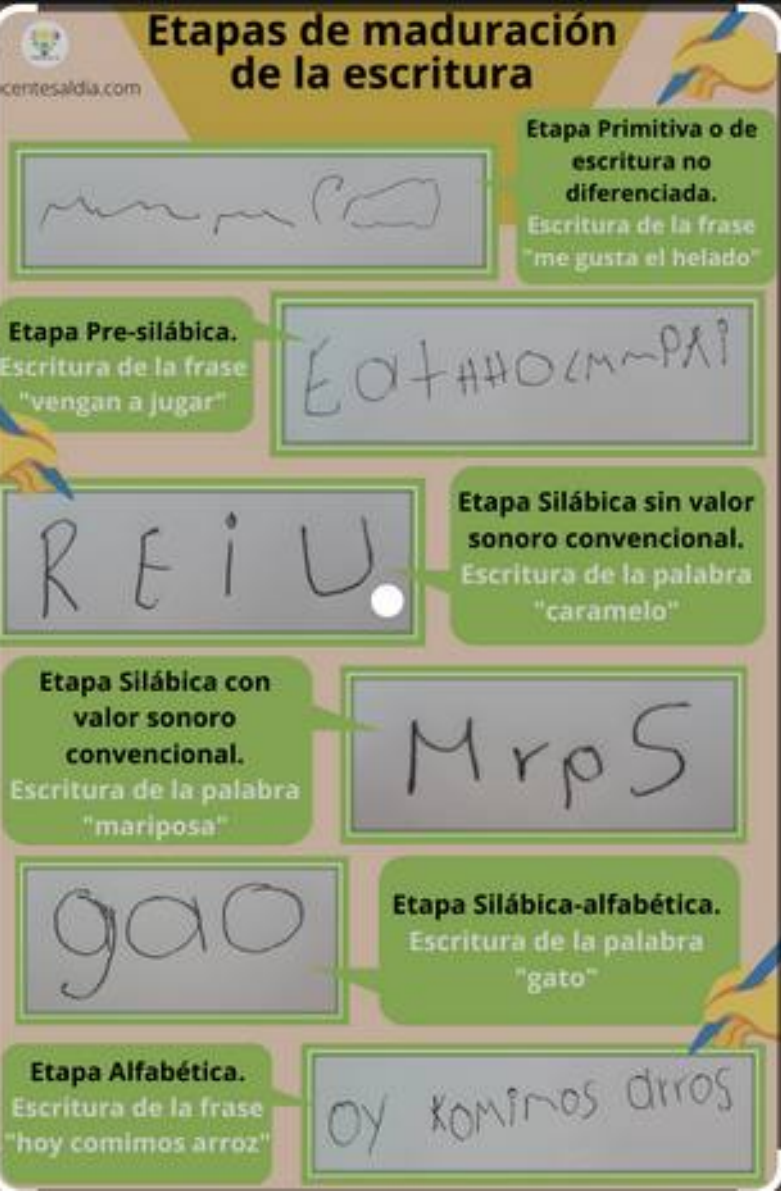 Etapas de maduración
de la escritura
centesaldia.com
Etapa Primitiva o de
escritura no
diferenciada.
Escritura de la frase
"me gusta el helado"
Etapa Pre-silábica.
Escritura de la frase
"vengan a jugar"
Etapa Silábica sin valor
sonoro convencional.
Escritura de la palabra
"caramelo"
R E i U
Etapa Silábica con
valor sonoro
convencional.
Escritura de la palabra
"mariposa"
MrpS
gao
Etapa Silábica-alfabética.
Escritura de la palabra
"gato"
Etapa Alfabética.
Escritura de la frase
"hoy comimos arroz"
oy komimos arros